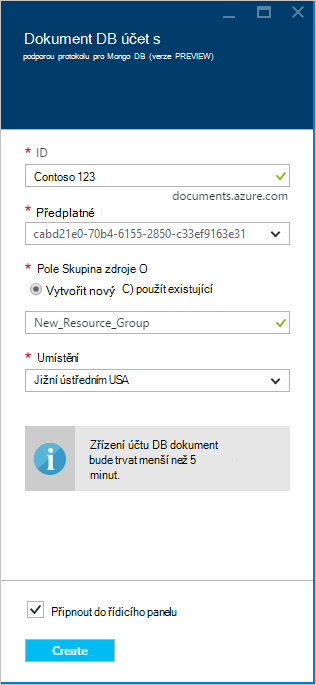 Dokument DB účet s
podporou protokolu pro Mongo DB (verze PREVIEW)
* ID
Contoso 123
documents.azure.com
* Předplatné
cabd21e0-70b4-6155-2850-c33ef9163e31
* Pole Skupina zdroje O
Vytvořit nový C) použít existující
New_Resource_Group
* Umístění
Jižní ústředním USA
Zřízení účtu DB dokument
bude trvat menší než 5
minut.
Připnout do řídicího panelu
Create